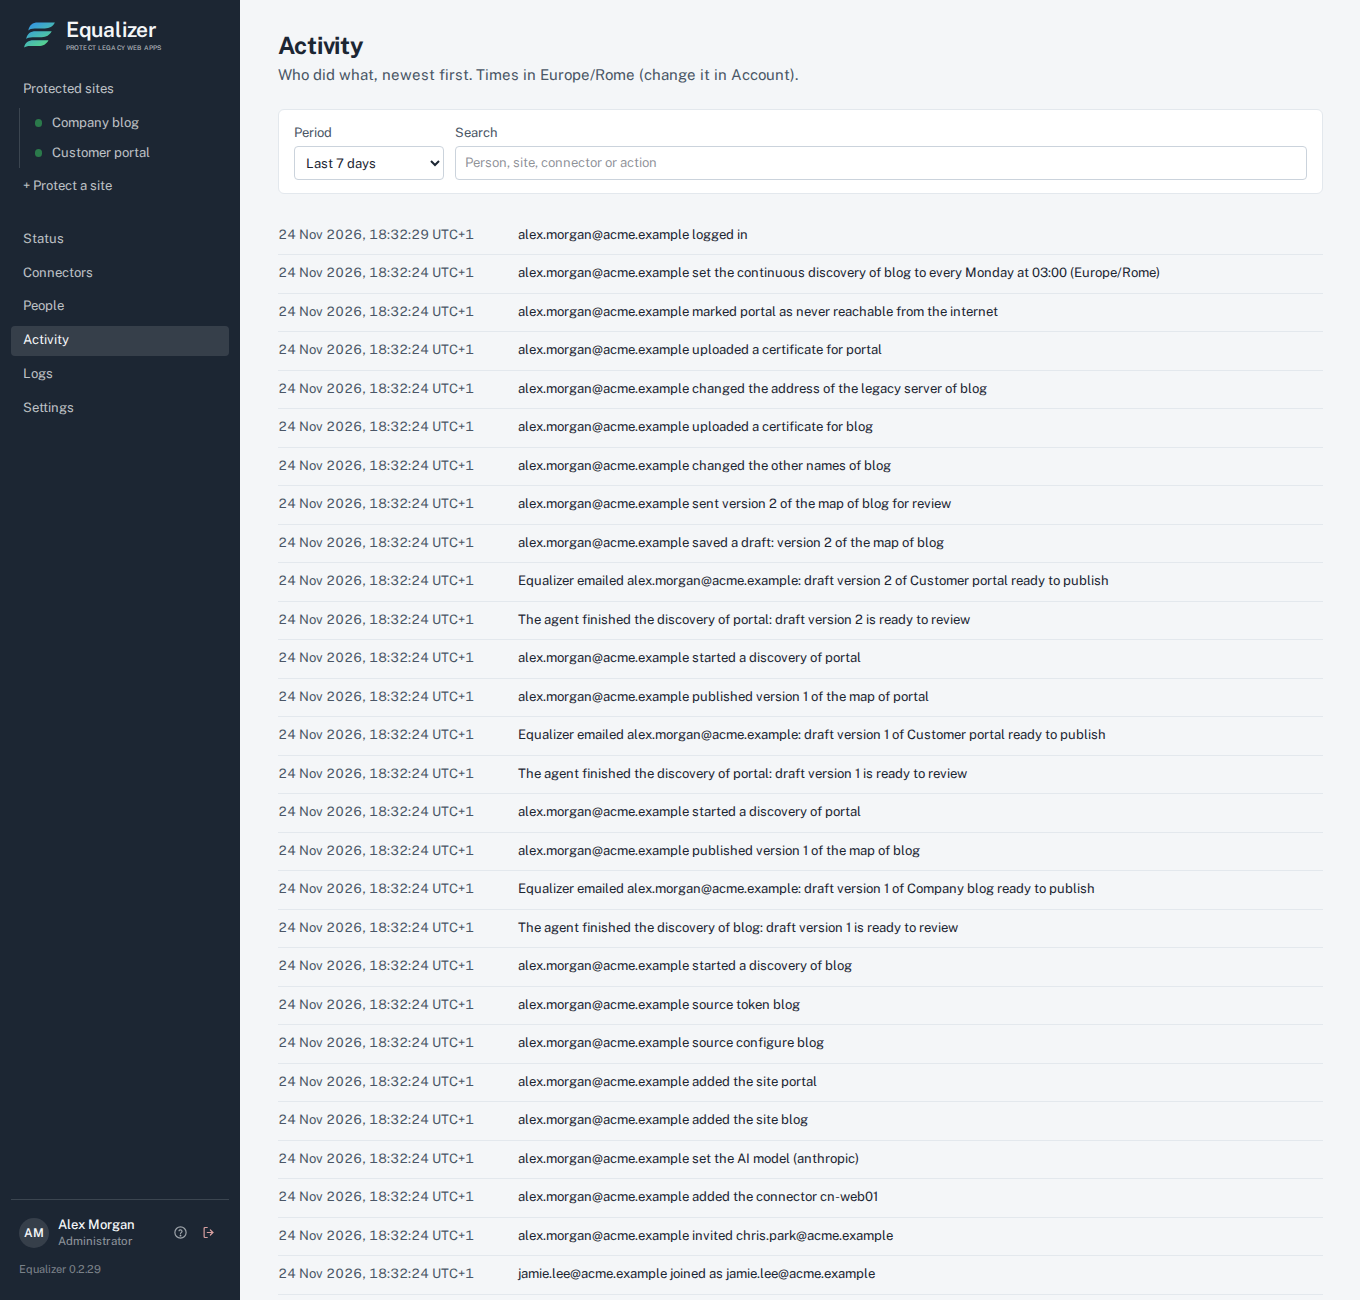 Equalizer
PROTECT LEGACY WEB APPS
Protected sites
Company blog
Customer portal
+ Protect a site
Status
Connectors
People
Activity
Logs
Settings
AM
Alex Morgan
Administrator
Equalizer 0.2.29
Activity
Who did what, newest first. Times in Europe/Rome (change it in Account).
Period
Search
Last 7 days
Person, site, connector or action
24 Nov 2026, 18:32:29 UTC+1 alex.morgan@acme.example logged in
24 Nov 2026, 18:32:24 UTC+1 alex.morgan@acme.example set the continuous discovery of blog to every Monday at 03:00 (Europe/Rome)
24 Nov 2026, 18:32:24 UTC+1 alex.morgan@acme.example marked portal as never reachable from the internet
24 Nov 2026, 18:32:24 UTC+1 alex.morgan@acme.example uploaded a certificate for portal
24 Nov 2026, 18:32:24 UTC+1 alex.morgan@acme.example changed the address of the legacy server of blog
24 Nov 2026, 18:32:24 UTC+1 alex.morgan@acme.example uploaded a certificate for blog
24 Nov 2026, 18:32:24 UTC+1 alex.morgan@acme.example changed the other names of blog
24 Nov 2026, 18:32:24 UTC+1 alex.morgan@acme.example sent version 2 of the map of blog for review
24 Nov 2026, 18:32:24 UTC+1 alex.morgan@acme.example saved a draft: version 2 of the map of blog
24 Nov 2026, 18:32:24 UTC+1 Equalizer emailed alex.morgan@acme.example: draft version 2 of Customer portal ready to publish
24 Nov 2026, 18:32:24 UTC+1 The agent finished the discovery of portal: draft version 2 is ready to review
24 Nov 2026, 18:32:24 UTC+1 alex.morgan@acme.example started a discovery of portal
24 Nov 2026, 18:32:24 UTC+1 alex.morgan@acme.example published version 1 of the map of portal
24 Nov 2026, 18:32:24 UTC+1 Equalizer emailed alex.morgan@acme.example: draft version 1 of Customer portal ready to publish
24 Nov 2026, 18:32:24 UTC+1 The agent finished the discovery of portal: draft version 1 is ready to review
24 Nov 2026, 18:32:24 UTC+1 alex.morgan@acme.example started a discovery of portal
24 Nov 2026, 18:32:24 UTC+1 alex.morgan@acme.example published version 1 of the map of blog
24 Nov 2026, 18:32:24 UTC+1 Equalizer emailed alex.morgan@acme.example: draft version 1 of Company blog ready to publish
24 Nov 2026, 18:32:24 UTC+1 The agent finished the discovery of blog: draft version 1 is ready to review
24 Nov 2026, 18:32:24 UTC+1 alex.morgan@acme.example started a discovery of blog
24 Nov 2026, 18:32:24 UTC+1 alex.morgan@acme.example source token blog
24 Nov 2026, 18:32:24 UTC+1 alex.morgan@acme.example source configure blog
24 Nov 2026, 18:32:24 UTC+1 alex.morgan@acme.example added the site portal
24 Nov 2026, 18:32:24 UTC+1 alex.morgan@acme.example added the site blog
24 Nov 2026, 18:32:24 UTC+1 alex.morgan@acme.example set the AI model (anthropic)
24 Nov 2026, 18:32:24 UTC+1 alex.morgan@acme.example added the connector cn-web01
24 Nov 2026, 18:32:24 UTC+1 alex.morgan@acme.example invited chris.park@acme.example
24 Nov 2026, 18:32:24 UTC+1 jamie.lee@acme.example joined as jamie.lee@acme.example